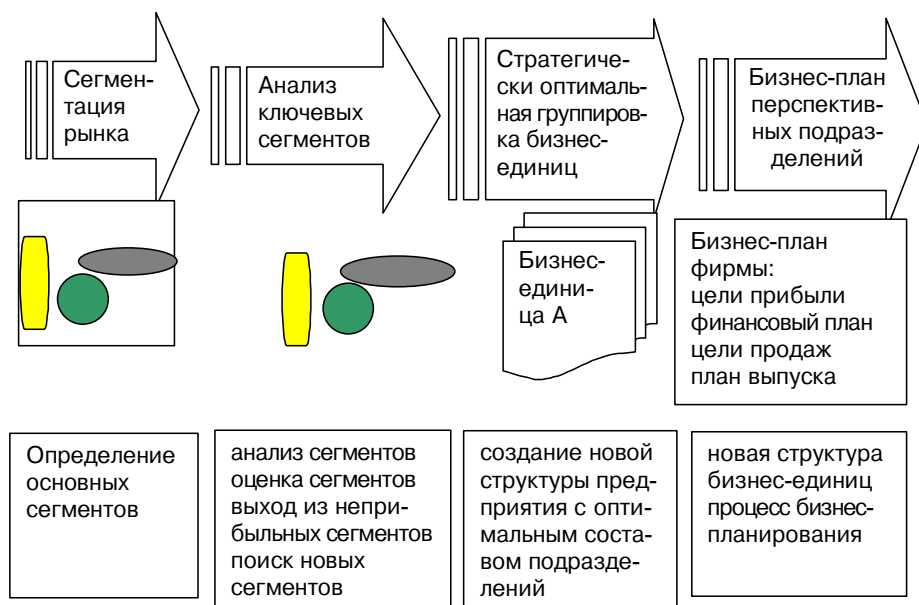 Сегмен-
тация
рынка
Анализ
ключевых
сегментов
Стратегиче-
ски оптималь-
ная группиров-
ка бизнес-
единиц
Бизнес-план
перспектив-
ных подраз-
делений
Бизнес-
едини-
ца А
Бизнес-план
фирмы:
цели прибыли
финансовый план
цели продаж
план выпуска
Определение
основных
сегментов
анализ сегментов
оценка сегментов
выход из непри-
быльных сегментов
поиск новых
сегментов
создание новой
структуры пред-
приятия с опти-
мальным соста-
вом подразде-
лений
новая структура
бизнес-единиц
процесс бизнес-
планирования